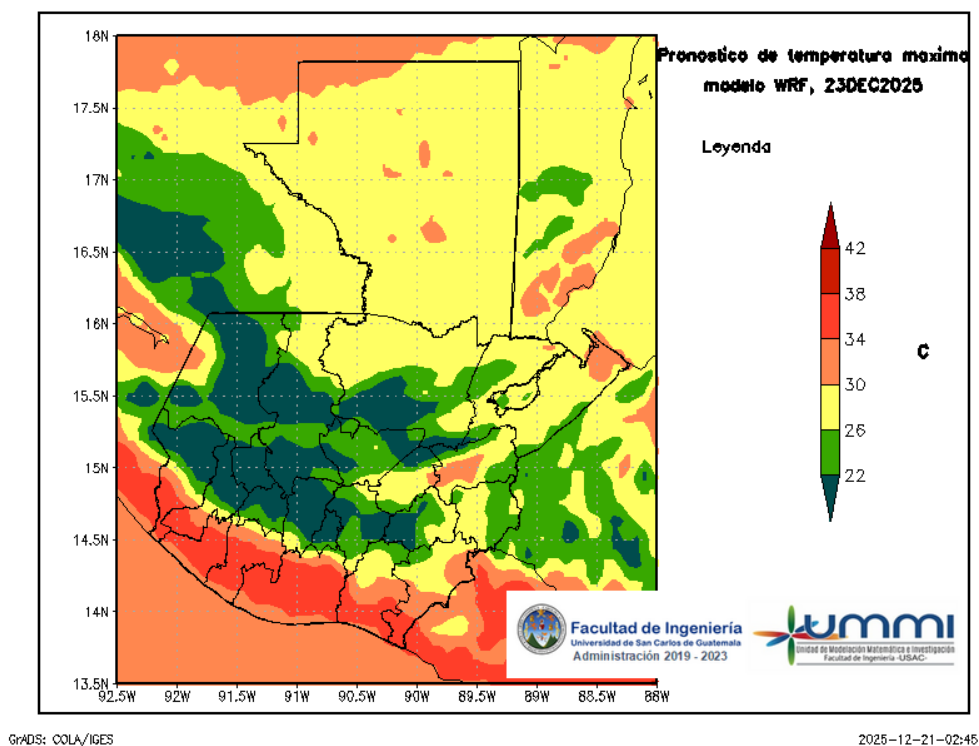 Pronostico de temperatura maxima
modelo WRF, 23DEC2025
Leyenda
18N
17.5N
17N
16.5N
16N
15.5N
15N
14.5N
14N
13.5N
92.5W
92W
91.5W
91W
90.5W
90W
89.5W
89W
88.5W
88W
42
38
34
30
26
22
C
Facultad de Ingeniería
Universidad de San Carlos de Guatemala
Administración 2019 - 2023
UMMI
Unidad de Modelación Matemática e Investigación
Facultad de Ingeniería -USAC-
GrADS: COLA/IGES
2025-12-21-02:45